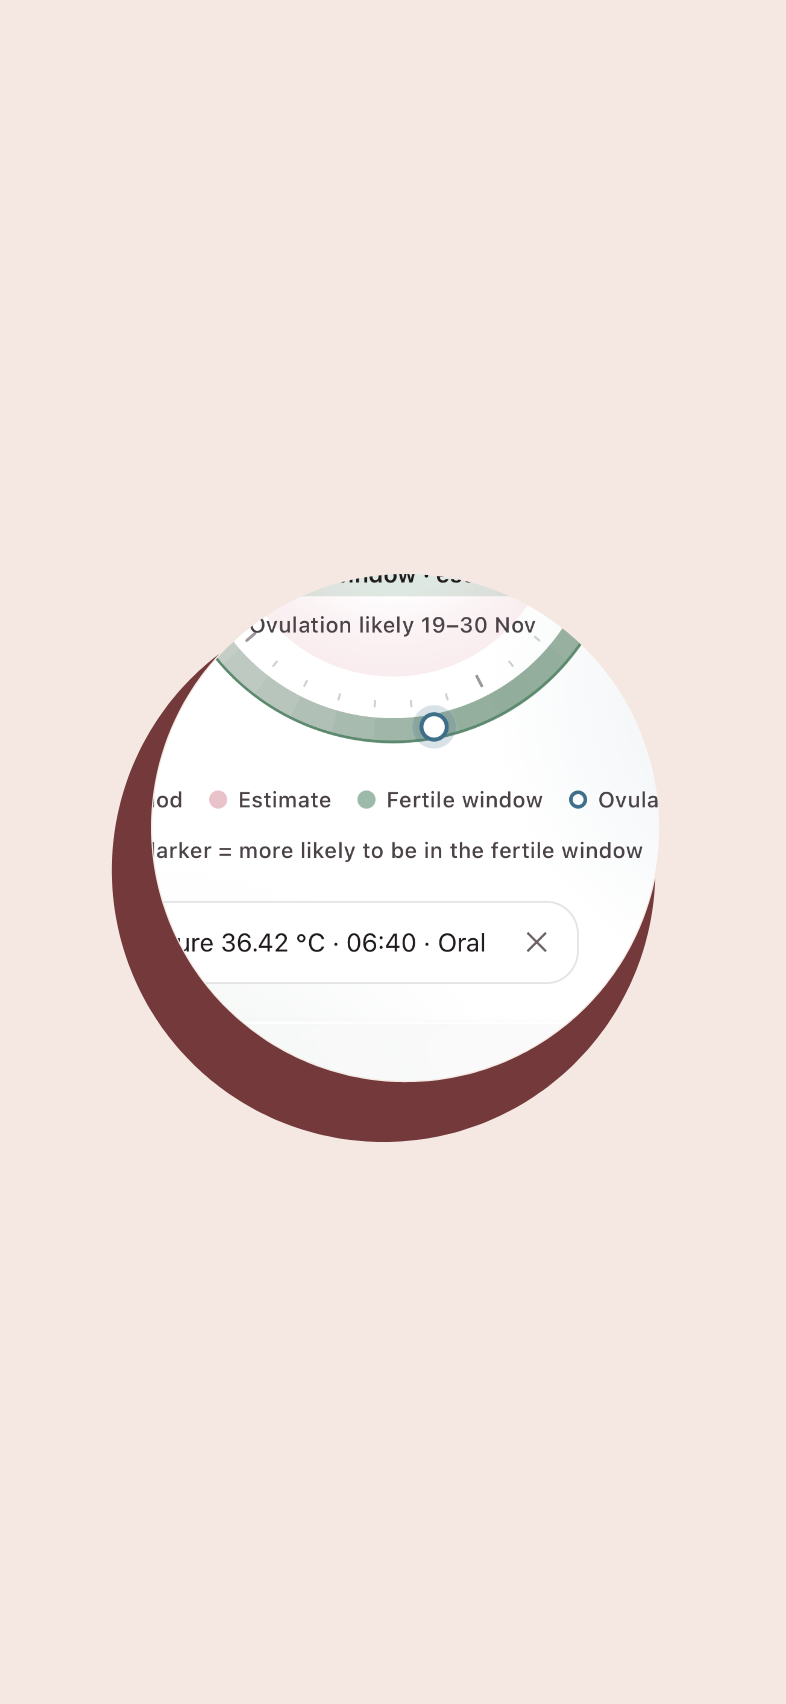 Ovulation likely 19–30 Nov
Estimate Fertile window
= more likely to be in the fertile window
36.42 °C · 06:40 · Oral